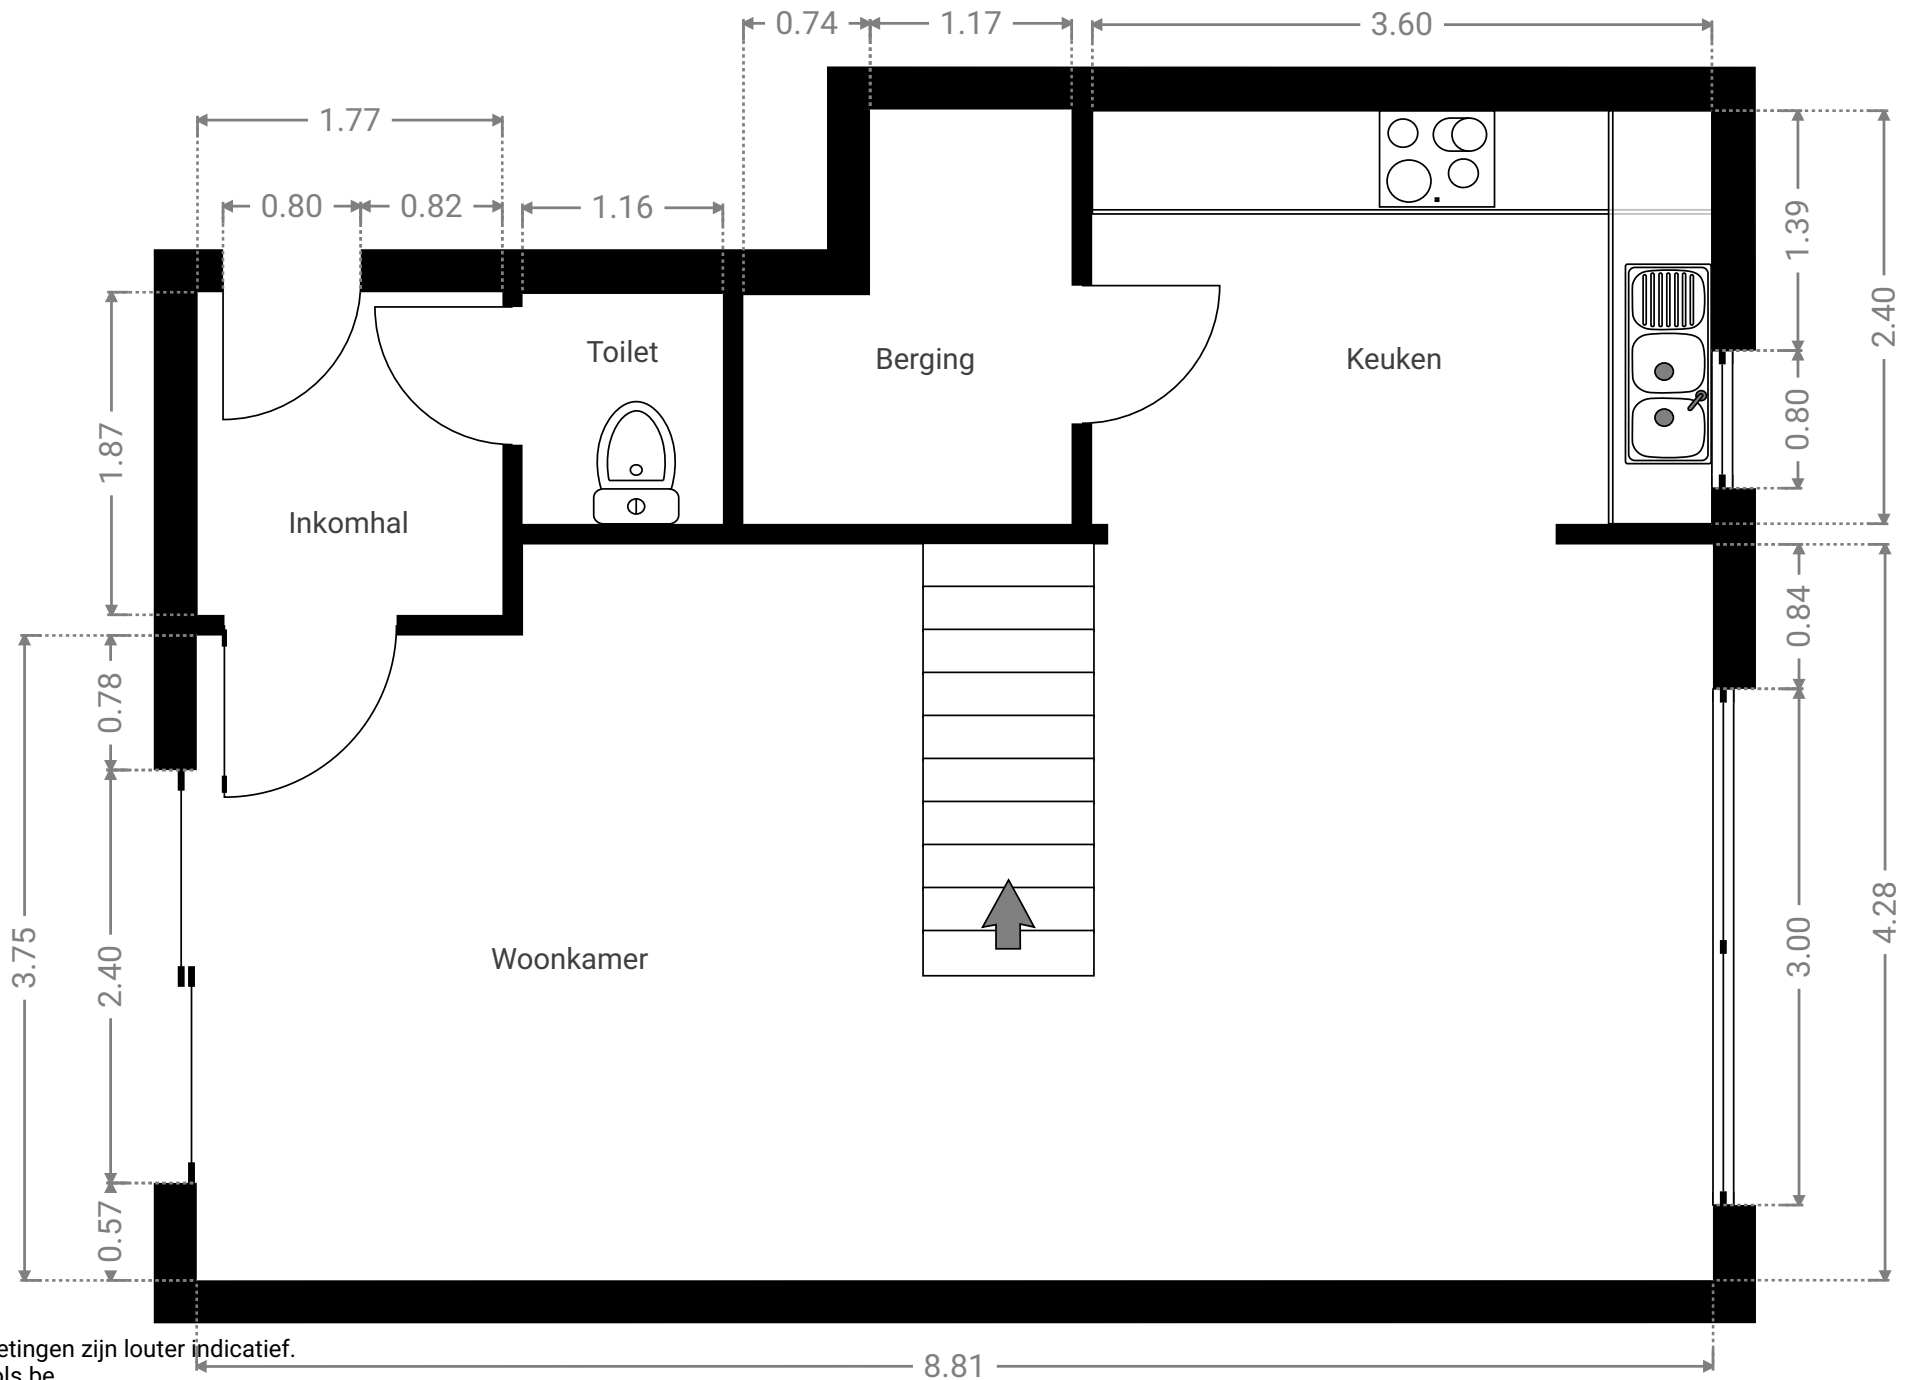 0.74
1.17
3.60
1.77
0.80
0.82
1.16
1.39
2.40
Toilet
Berging
Keuken
0.80
1.87
Inkomhal
0.84
0.78
3.75
2.40
Woonkamer
3.00
4.28
0.57
zijn louter indicatief.
be
8.81